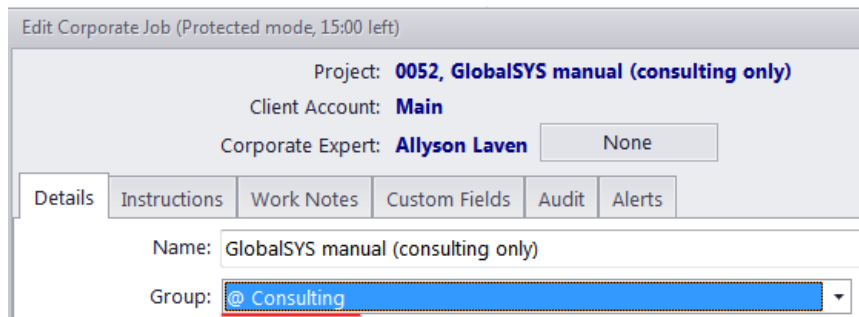 Edit Corporate Job (Protected mode, 15:00 left)
Project: 0052, GlobalSYS manual (consulting only)
Client Account: Main
Corporate Expert: Allyson Laven None
Details Instructions Work Notes Custom Fields Audit Alerts
Name: GlobalSYS manual (consulting only)
Group: @ Consulting